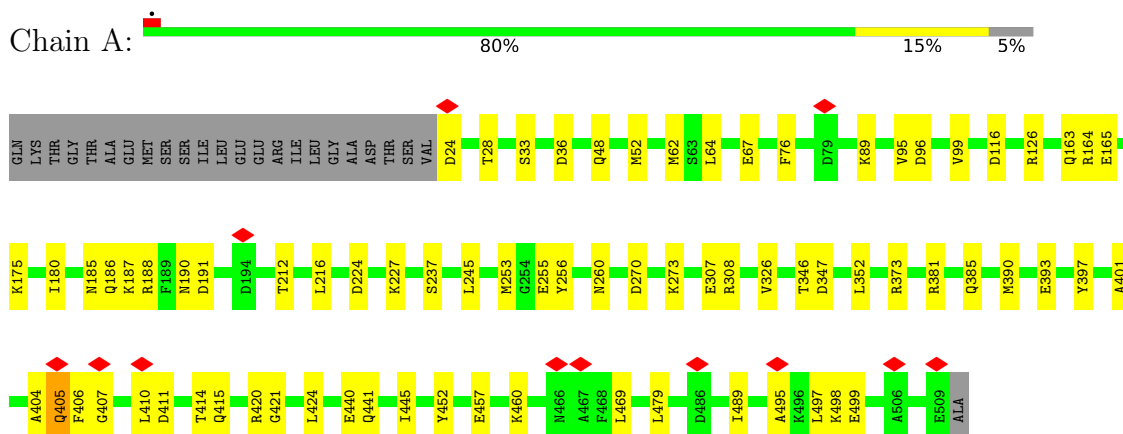 Chain A:
80% 15% 5%
GLN LYS THR GLY THR ALA GLU MET SER SER ILE LEU GLU GLU ARG ILE LEU GLY ALA ASP THR SER VAL D24 T28 S33 D36 Q48 M52 M62 S63 L64 E67 F76 D79 K89 V95 D96 V99 D116 R126 Q163 R164 E165
K175 I180 N185 Q186 K187 R188 F189 N190 D191 D194 T212 L216 D224 K227 S237 L245 M253 G254 E255 Y256 N260 D270 K273 E307 R308 V326 T346 D347 L352 R373 R381 Q385 M390 E393 Y397 A401
A404 Q405 F406 G407 L410 D411 T414 Q415 R420 G421 L424 E440 Q441 I445 Y452 E457 K460 N466 A467 F468 L469 L479 D486 I489 A495 K496 L497 K498 E499 A506 E509 ALA